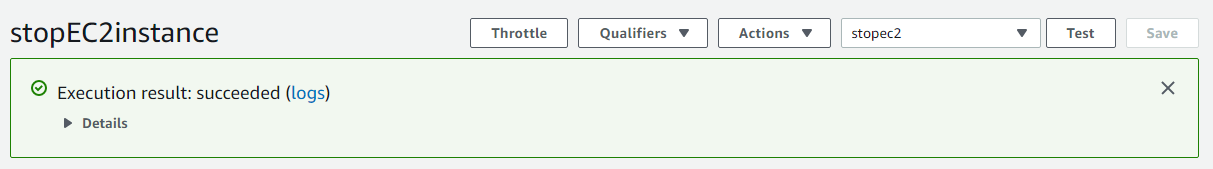 stopEC2instance
Throttle
Qualifiers
Actions
stopec2
Test
Save
Execution result: succeeded (logs)
Details